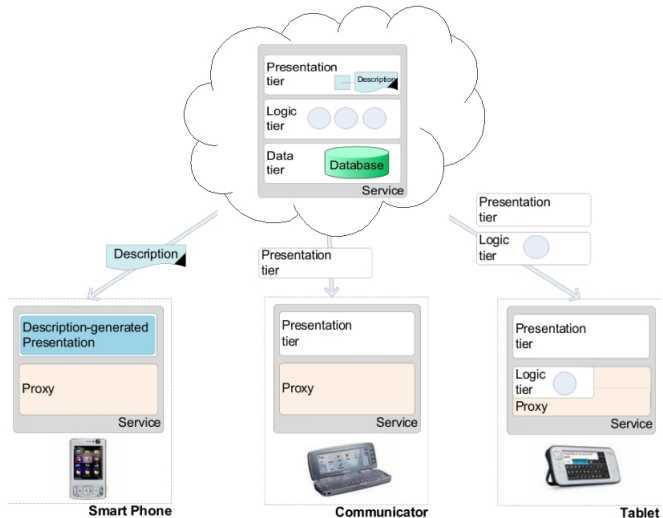 Presentation
tier
Description
Logic
tier
Data
tier
Database
Service
Presentation
tier
Logic
tier
Description
Presentation
tier
Description-generated
Presentation
Proxy
Service
Smart Phone
Presentation
tier
Proxy
Service
Communicator
Presentation
tier
Logic
tier
Proxy
Service
Tablet